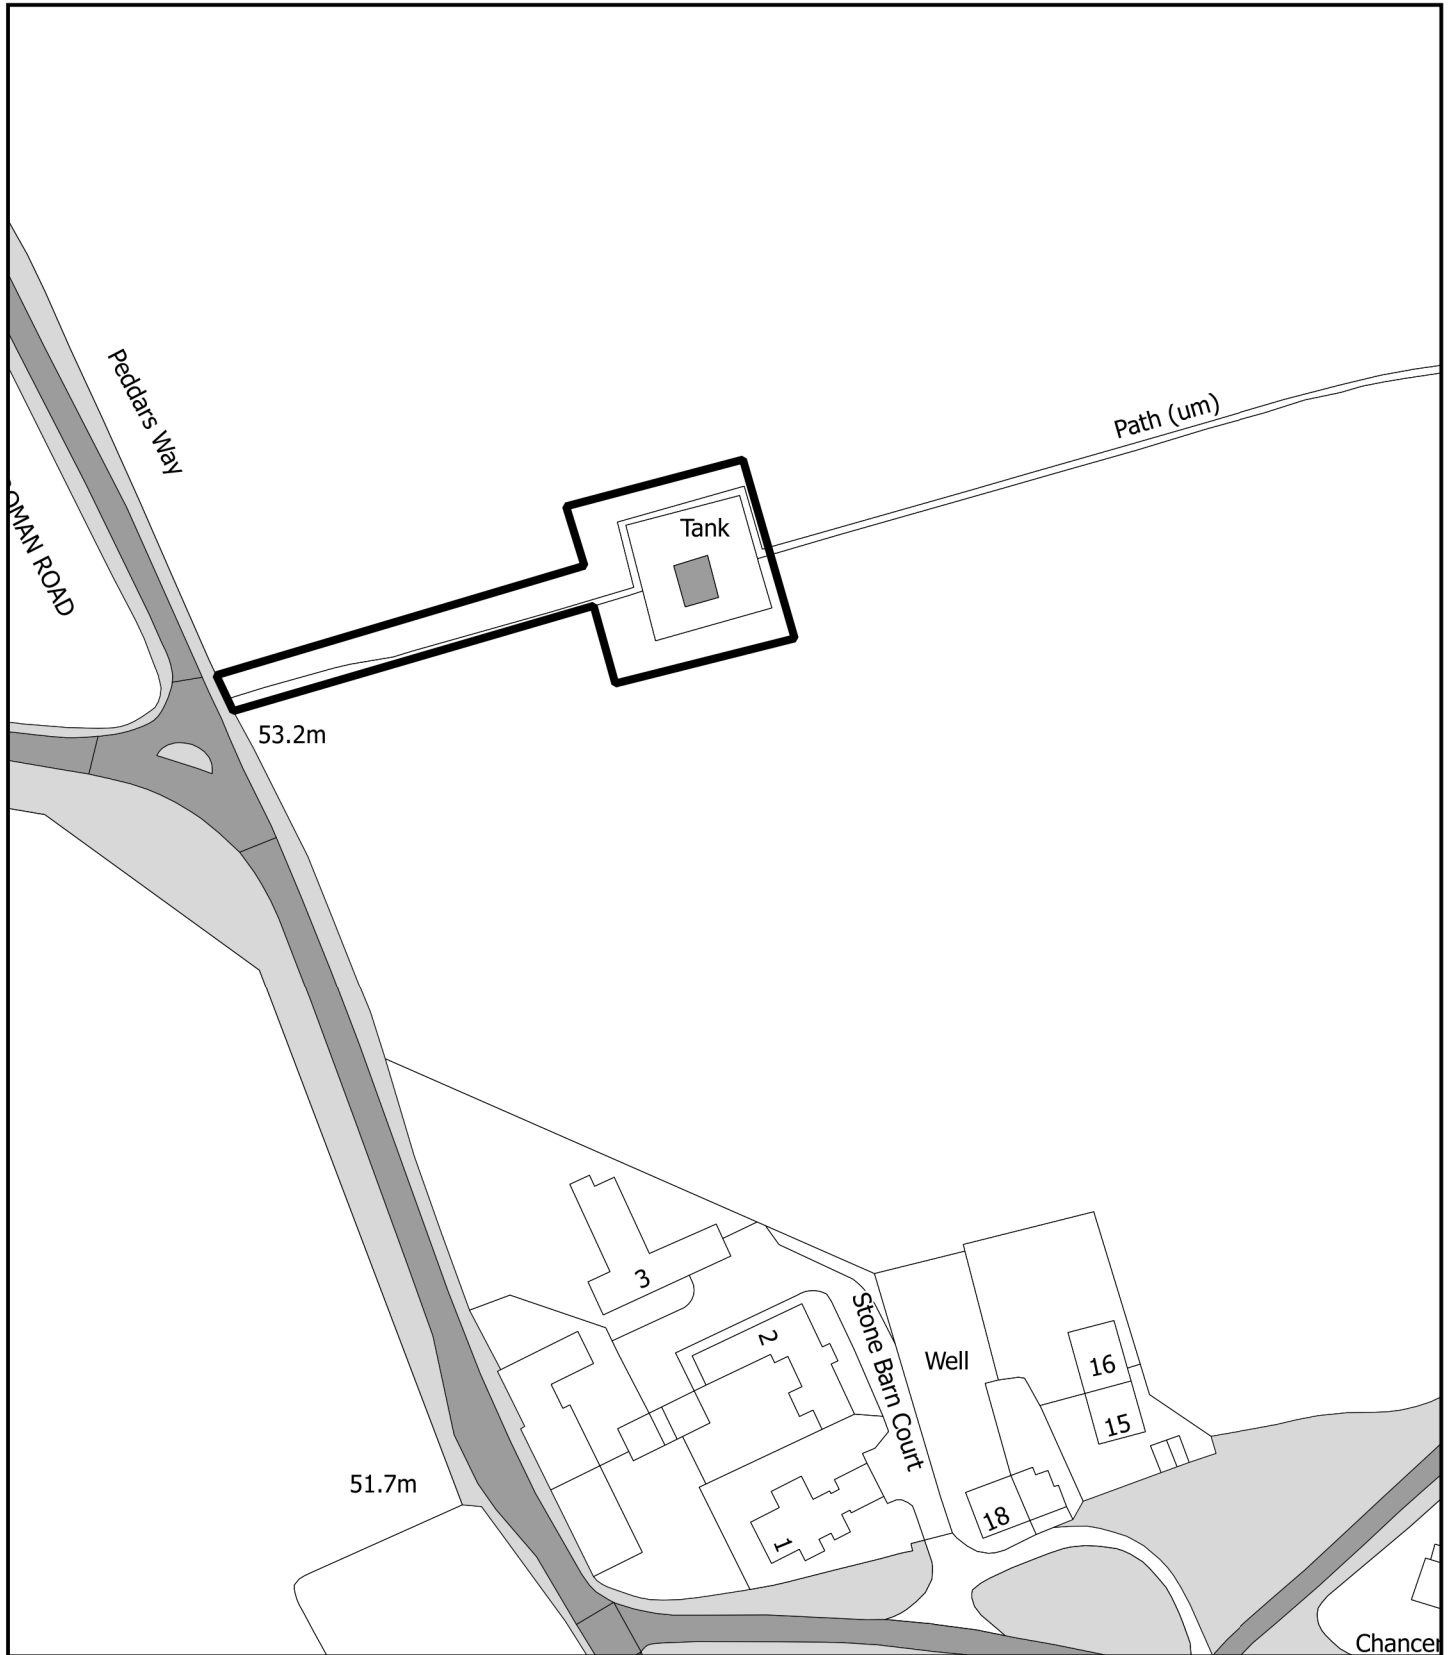 Peddars Way
Path (um)
OMAN ROAD
Tank
53.2m
3
2
Stone Barn Court
Well
16
15
51.7m
18
1
Chancer